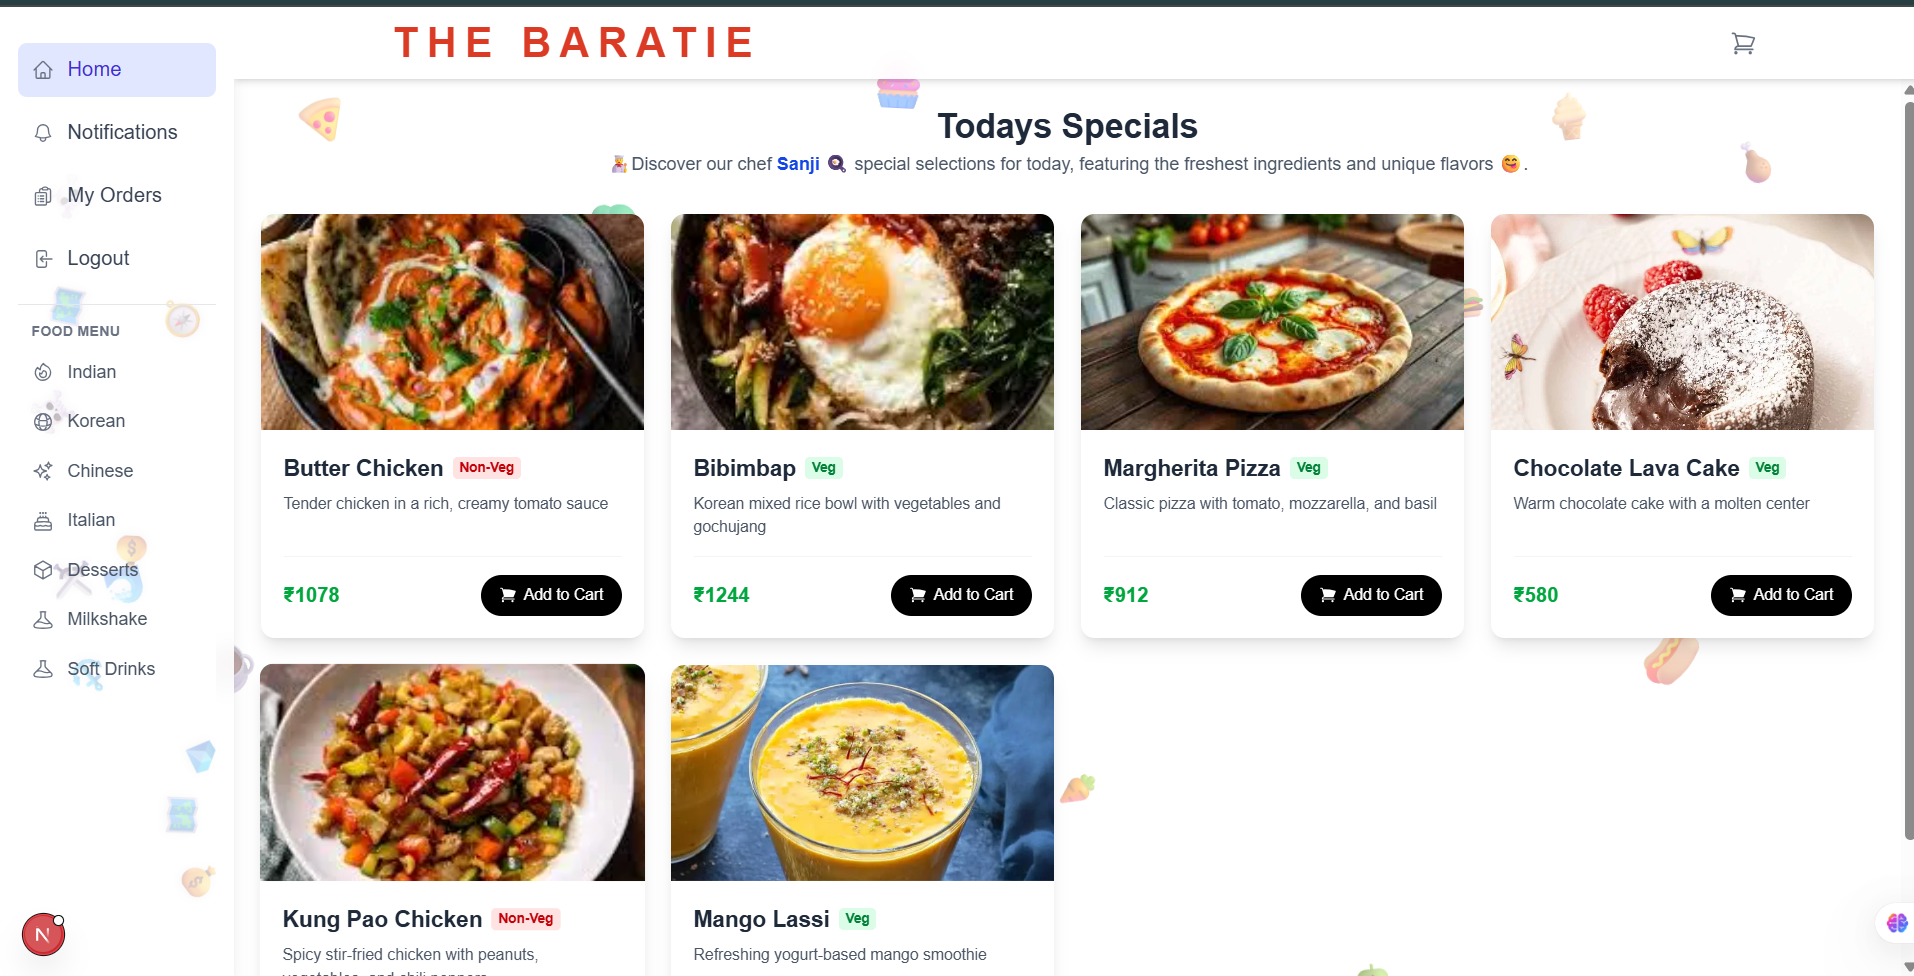 THE BARATIE
Home
Notifications
My Orders
Logout
FOOD MENU
Indian
Korean
Chinese
Italian
Desserts
Milkshake
Soft Drinks
N
Todays Specials
Discover our chef Sanji special selections for today, featuring the freshest ingredients and unique flavors .
Butter Chicken Non-Veg
Tender chicken in a rich, creamy tomato sauce
₹1078 Add to Cart
Bibimbap Veg
Korean mixed rice bowl with vegetables and
gochujang
₹1244 Add to Cart
Margherita Pizza Veg
Classic pizza with tomato, mozzarella, and basil
₹912 Add to Cart
Chocolate Lava Cake Veg
Warm chocolate cake with a molten center
₹580 Add to Cart
Kung Pao Chicken Non-Veg
Spicy stir-fried chicken with peanuts,
vegetables, and chili peppers
Mango Lassi Veg
Refreshing yogurt-based mango smoothie